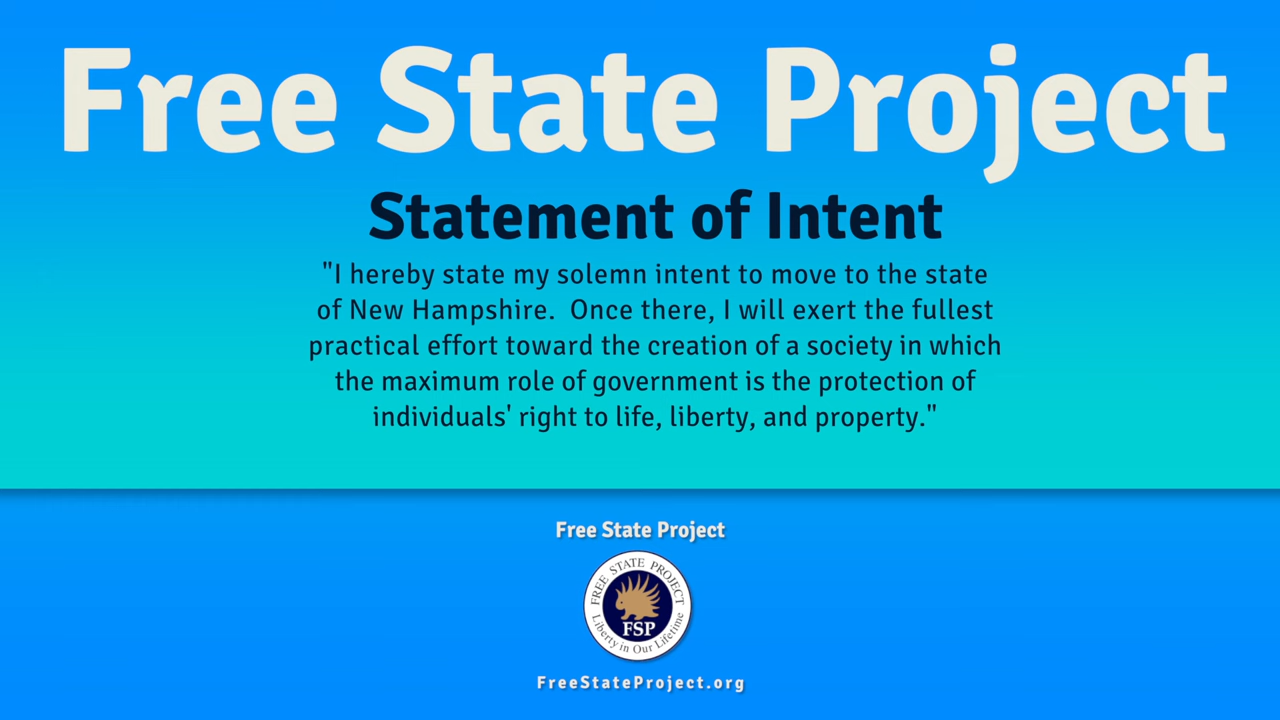 Free State Project
Statement of Intent
"I hereby state my solemn intent to move to the state
of New Hampshire.  Once there, I will exert the fullest
practical effort toward the creation of a society in which
the maximum role of government is the protection of
individuals' right to life, liberty, and property."
Free State Project
FREE STATE PROJECT
FSP
Liberty in Our Lifetime
FreeStateProject.org